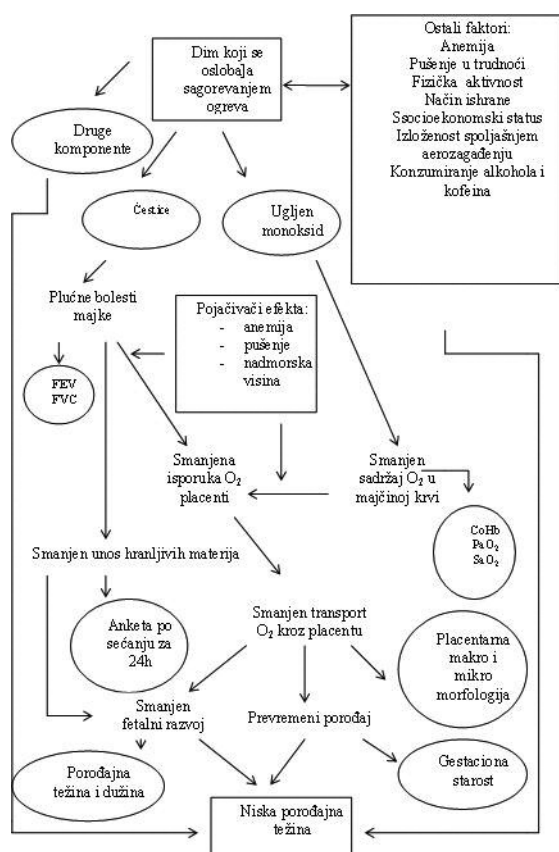 Dim koji se
oslobala
sagorevanjem
ogreva
Ostali faktori:
Anemija
Pušenje u trudnoći
Fizička aktivnost
Način ishrane
Ssocioekonomski status
Izloženost spoljašnjem
aerozagađenju
Konzumiranje alkohola i
kofeina
Druge
komponente
Čestice
Ugljen
monoksid
Plućne bolesti
majke
Pojačivači efekta:
- anemija
- pušenje
- nadmorska
visina
FEV
FVC
Smanjena
isporuka O₂
placenti
Smanjen
sadržaj O₂ u
majčinoj krvi
CoHb
PaO₂
SaO₂
Smanjen unos hranljivih materija
Anketa po
sećanju za
24h
Smanjen transport
O₂ kroz placentu
Placentarna
makro i
mikro
morfologija
Smanjen
fetalni razvoj
Prevremeni porođaj
Porođajna
težina i dužina
Gestaciona
starost
Niska porođajna
težina